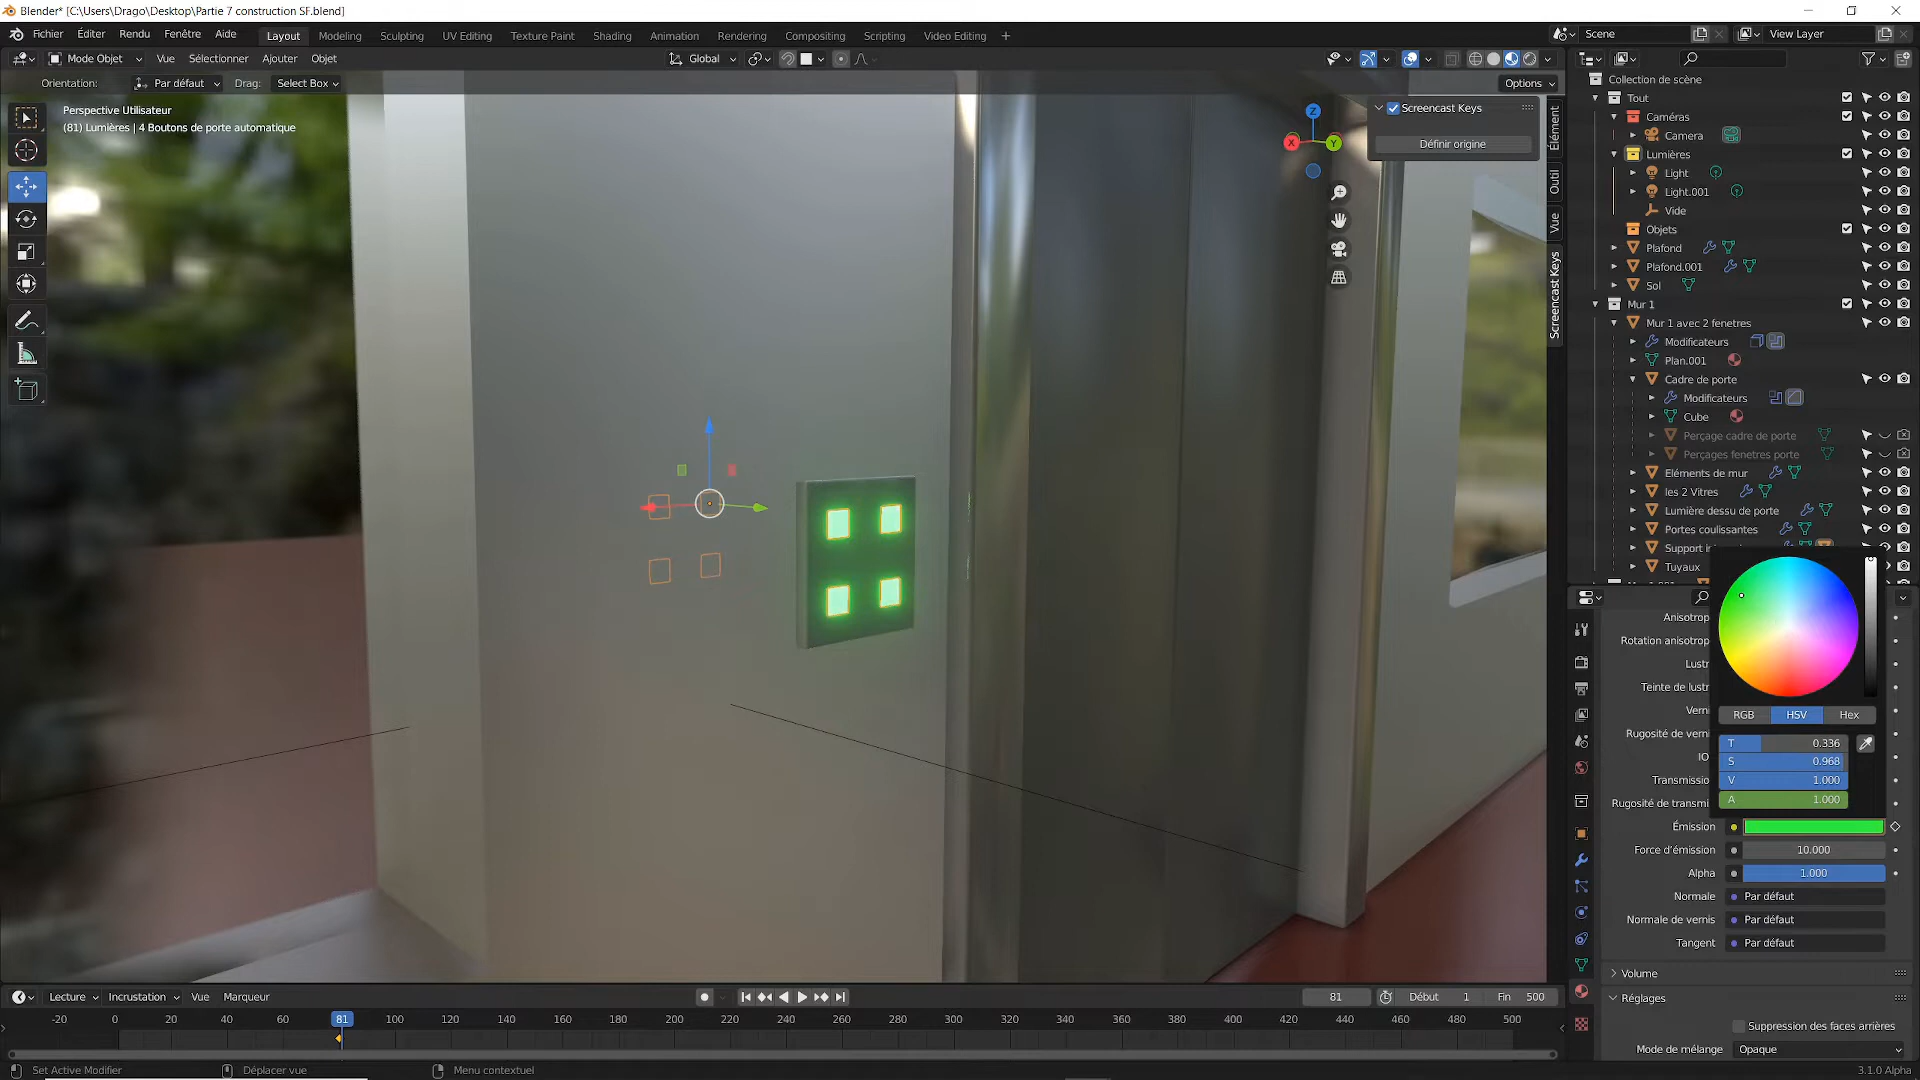 Blender* [C:\Users\Drago\Desktop\Partie 7 construction SF.blend]
Fichier Éditer Rendu Fenêtre Aide Layout Modeling Sculpting UV Editing Texture Paint Shading Animation Rendering Compositing Scripting Video Editing + Scene View Layer
Mode Objet Vue Sélectionner Ajouter Objet Global
Orientation: Par défaut Drag: Select Box Options
Perspective Utilisateur
(81) Lumières | 4 Boutons de porte automatique
Z
X
Y
Screencast Keys
Définir origine
Élément
Outil
Vue
Screencast Keys
Collection de scène
Tout
Caméras
Camera
Lumières
Light
Light.001
Vide
Objets
Plafond
Plafond.001
Sol
Mur 1
Mur 1 avec 2 fenetres
Modificateurs
Plan.001
Cadre de porte
Modificateurs
Cube
Perçage cadre de porte
Perçages fenetres porte
Eléments de mur
les 2 Vitres
Lumière dessu de porte
Portes coulissantes
Support i
Tuyaux
Anisotrop
Rotation anisotrop
Lustr
Teinte de lustr
Verni
Rugosité de verni
IO
Transmissio
Rugosité de transmi
RGB HSV Hex
T 0.336
S 0.968
V 1.000
A 1.000
Émission
Force d'émission 10.000
Alpha 1.000
Normale Par défaut
Normale de vernis Par défaut
Tangent Par défaut
Volume
Réglages
Suppression des faces arrières
Mode de mélange Opaque
Lecture Incrustation Vue Marqueur 81 Début 1 Fin 500
-20 0 20 40 60 81 100 120 140 160 180 200 220 240 260 280 300 320 340 360 380 400 420 440 460 480 500
Set Active Modifier Déplacer vue Menu contextuel 3.1.0 Alpha